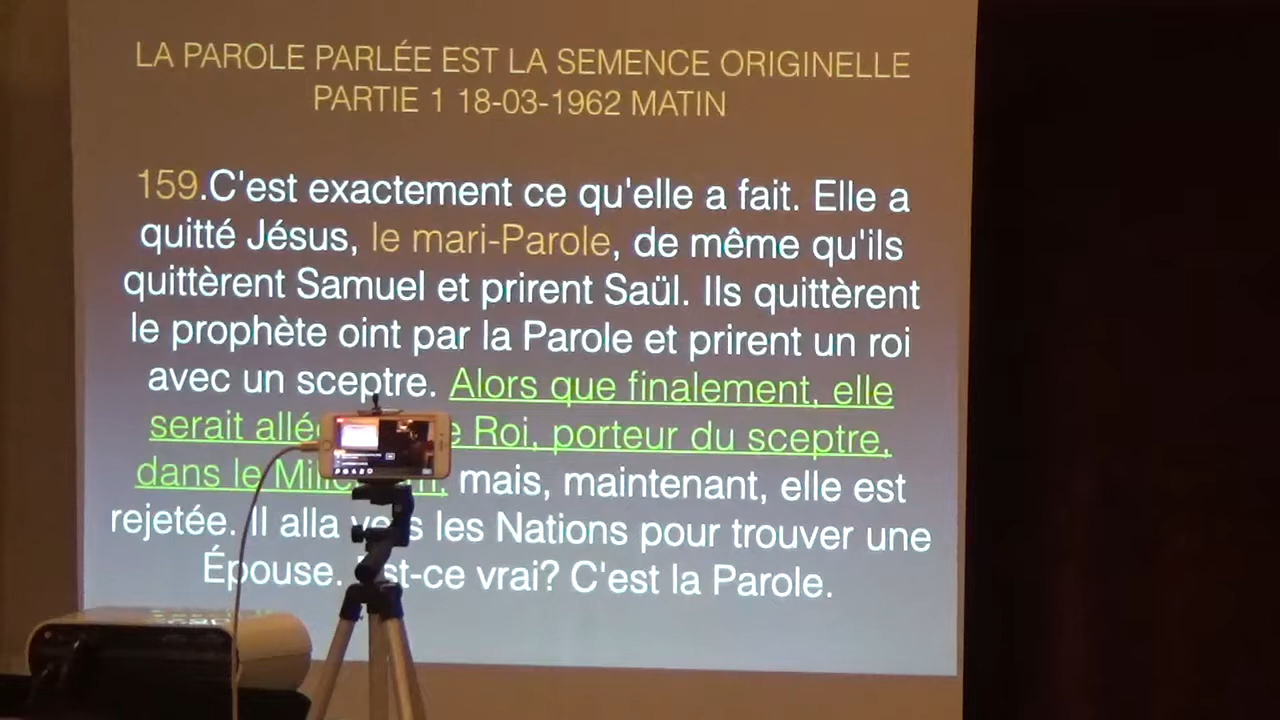 LA PAROLE PARLÉE EST LA SEMENCE ORIGINELLE
PARTIE 1 18-03-1962 MATIN
159.C'est exactement ce qu'elle a fait. Elle a
quitté Jésus, le mari-Parole, de même qu'ils
quittèrent Samuel et prirent Saül. Ils quittèrent
le prophète oint par la Parole et prirent un roi
avec un sceptre. Alors que finalement, elle
serait Roi, porteur du sceptre,
dans le mais, maintenant, elle est
rejetée. Il alla vers les Nations pour trouver une
Épouse. Est-ce vrai? C'est la Parole.